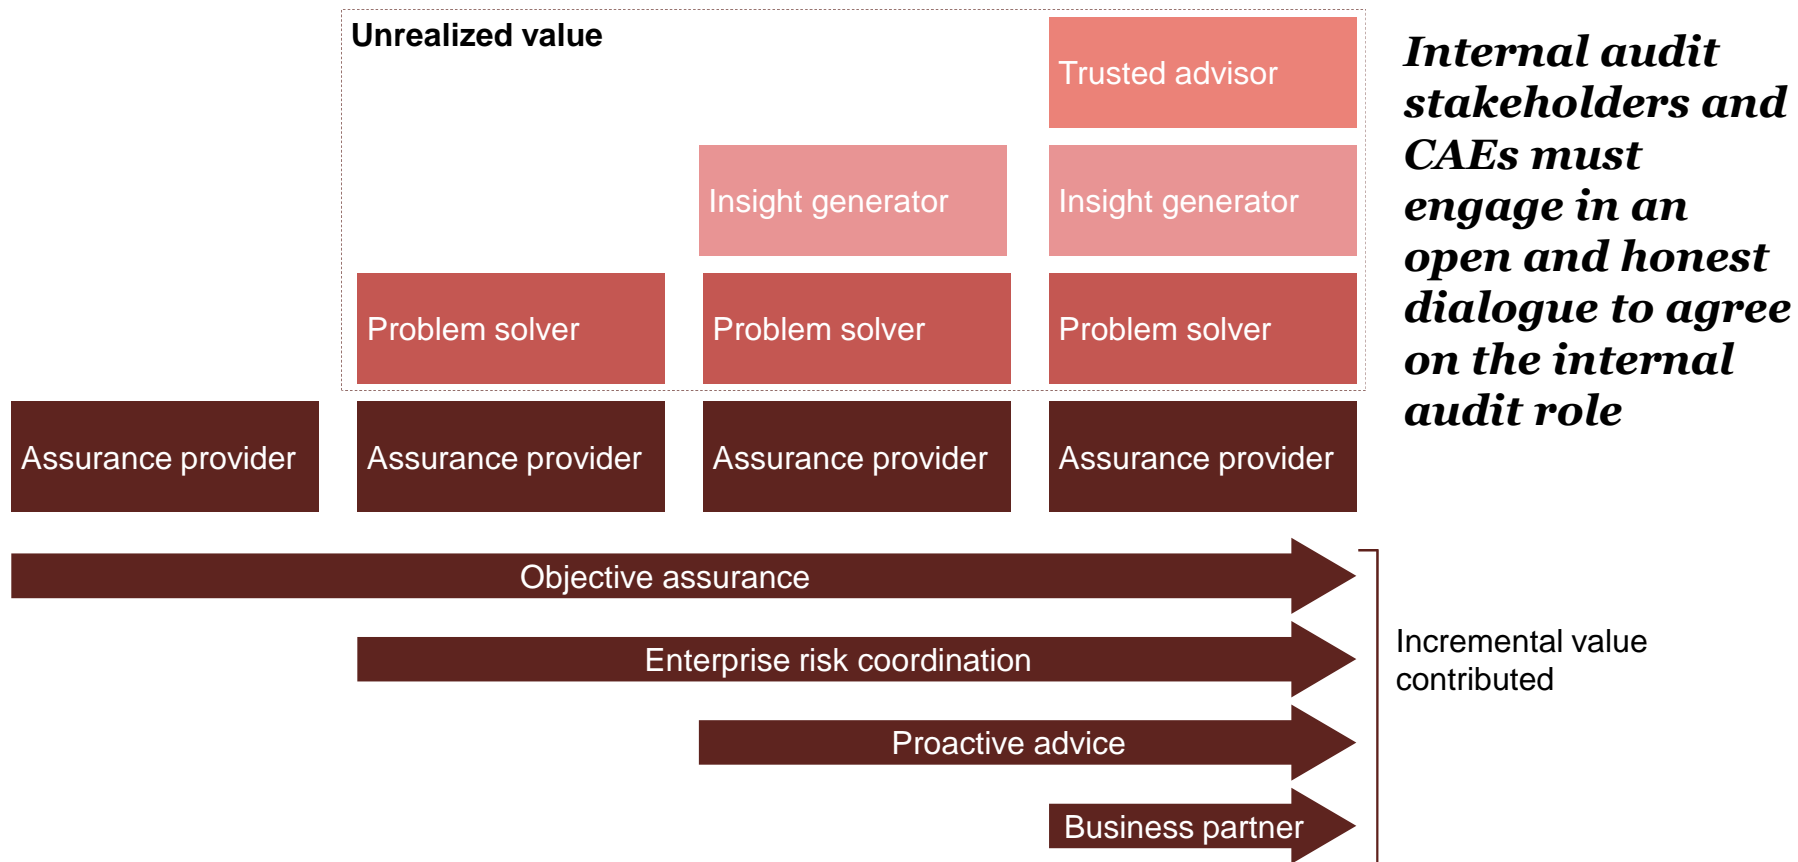 Unrealized value
Trusted advisor
Insight generator
Insight generator
Problem solver
Problem solver
Problem solver
Assurance provider
Assurance provider
Assurance provider
Assurance provider
Objective assurance
Enterprise risk coordination
Proactive advice
Business partner
Incremental value
contributed
Internal audit
stakeholders and
CAEs must
engage in an
open and honest
dialogue to agree
on the internal
audit role